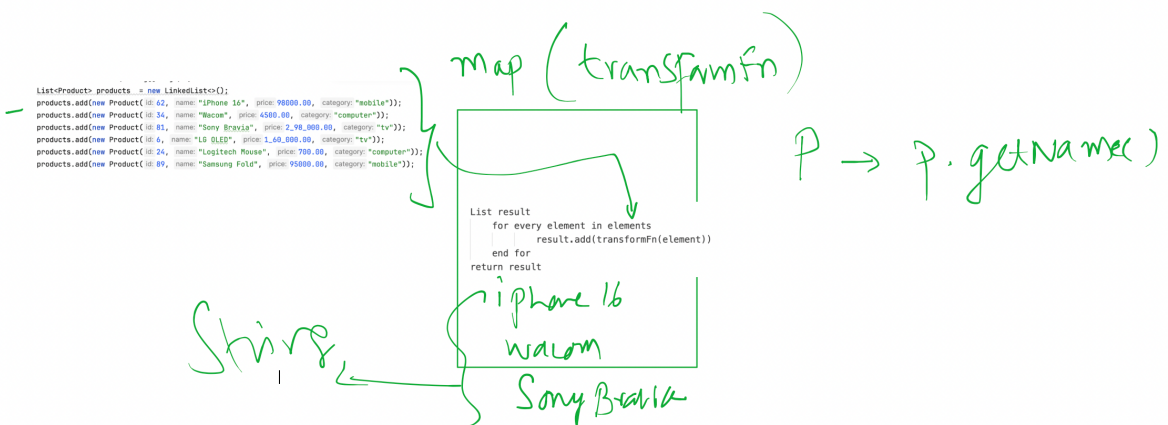 map (transformFn)
List<Product> products = new LinkedList<>();
products.add(new Product( id: 62, name: "iPhone 16", price: 98000.00, category: "mobile"));
products.add(new Product( id: 34, name: "Wacom", price: 4500.00, category: "computer"));
products.add(new Product( id: 81, name: "Sony Bravia", price: 2_98_000.00, category: "tv"));
products.add(new Product( id: 6, name: "LG OLED", price: 1_60_000.00, category: "tv"));
products.add(new Product( id: 24, name: "Logitech Mouse", price: 700.00, category: "computer"));
products.add(new Product( id: 89, name: "Samsung Fold", price: 95000.00, category: "mobile"));
P → p.getName()
List result
for every element in elements
result.add(transformFn(element))
end for
return result
iphone 16
wacom
Sony Bravia
String